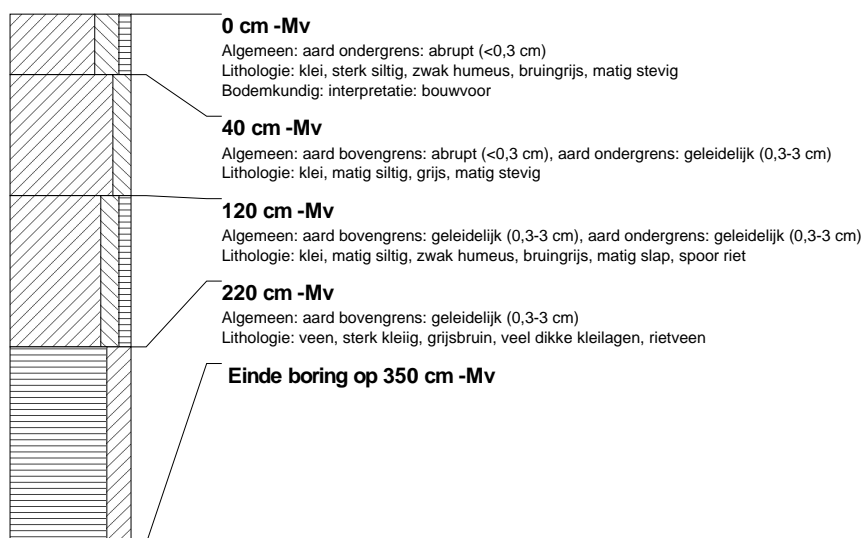 0 cm -Mv
Algemeen: aard ondergrens: abrupt (<0,3 cm)
Lithologie: klei, sterk siltig, zwak humeus, bruingrijs, matig stevig
Bodemkundig: interpretatie: bouwvoor
40 cm -Mv
Algemeen: aard bovengrens: abrupt (<0,3 cm), aard ondergrens: geleidelijk (0,3-3 cm)
Lithologie: klei, matig siltig, grijs, matig stevig
120 cm -Mv
Algemeen: aard bovengrens: geleidelijk (0,3-3 cm), aard ondergrens: geleidelijk (0,3-3 cm)
Lithologie: klei, matig siltig, zwak humeus, bruingrijs, matig slap, spoor riet
220 cm -Mv
Algemeen: aard bovengrens: geleidelijk (0,3-3 cm)
Lithologie: veen, sterk kleiig, grijsbruin, veel dikke kleilagen, rietveen
Einde boring op 350 cm -Mv